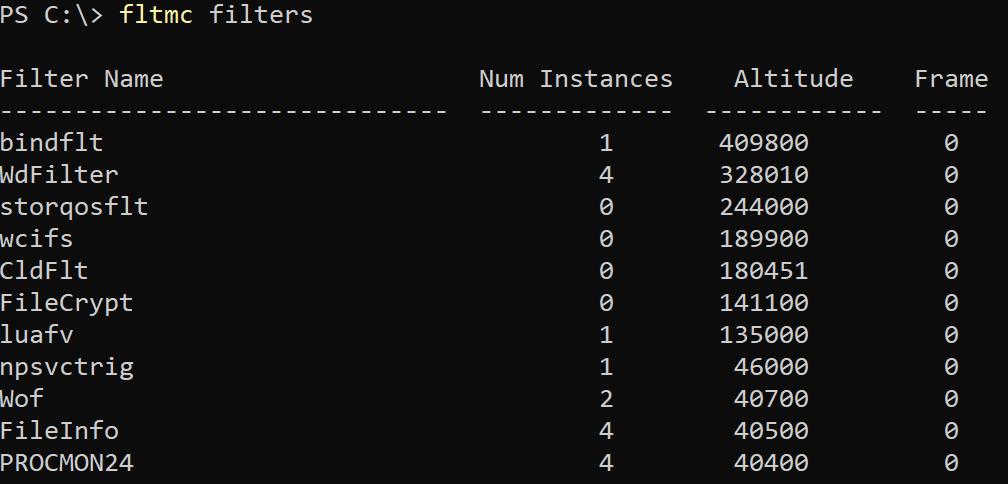 PS C:\> fltmc filters
Filter Name                     Num Instances    Altitude    Frame
------------------------------  -------------  ------------  -----
bindflt                                 1       409800         0
WdFilter                                4       328010         0
storqosflt                              0       244000         0
wcifs                                   0       189900         0
CldFlt                                  0       180451         0
FileCrypt                               0       141100         0
luafv                                   1       135000         0
npsvctrig                               1        46000         0
Wof                                     2        40700         0
FileInfo                                4        40500         0
PROCMON24                               4        40400         0